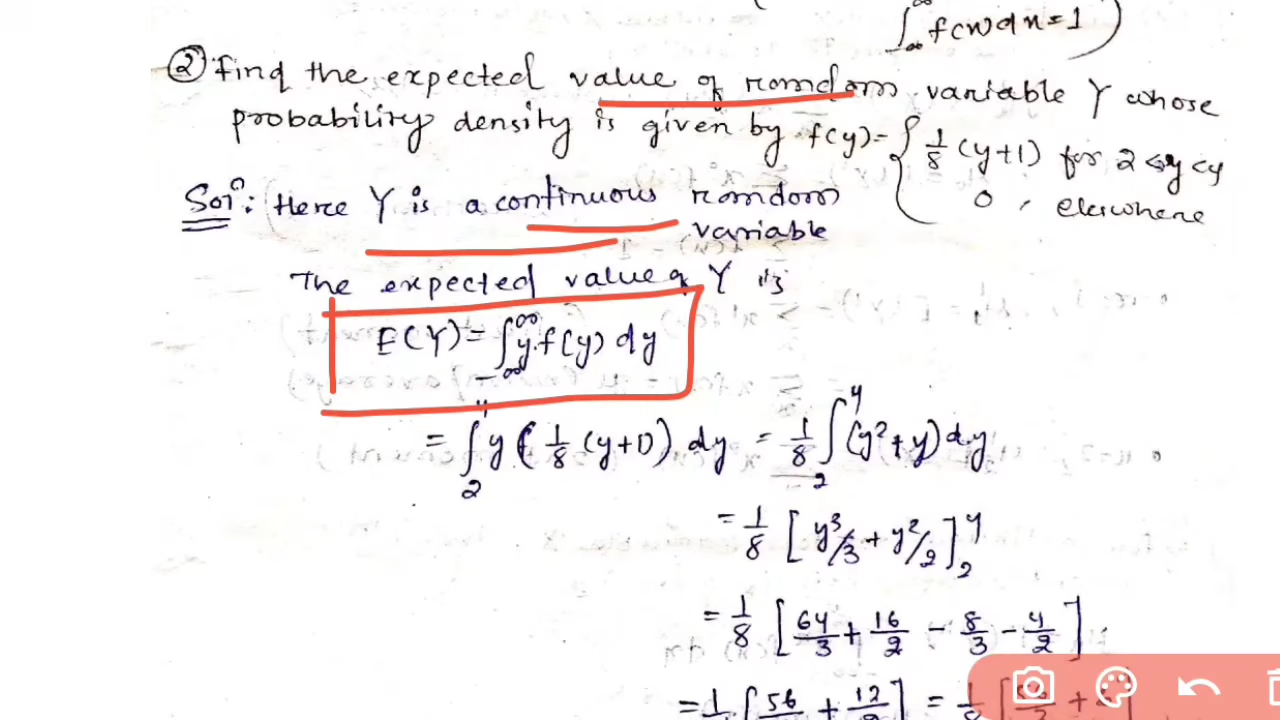 ∫_{-∞}^{∞} f(x)dx=1)
② Find the expected value of random variable Y whose
probability density is given by f(y)= { 1/8 (y+1) for 2<y<4
0, elsewhere
Solⁿ: Here Y is a continuous random
variable
The expected value of Y is
E(Y)= ∫_{-∞}^{∞} y.f(y) dy
= ∫_2^4 y ( 1/8 (y+1) ) dy = 1/8 ∫_2^4 (y²+y)dy
= 1/8 [ y³/3 + y²/2 ]_2^4
= 1/8 [ 64/3 + 16/2 - 8/3 - 4/2 ]
= 1/ [ 56 + 12 ] = 1/8 [